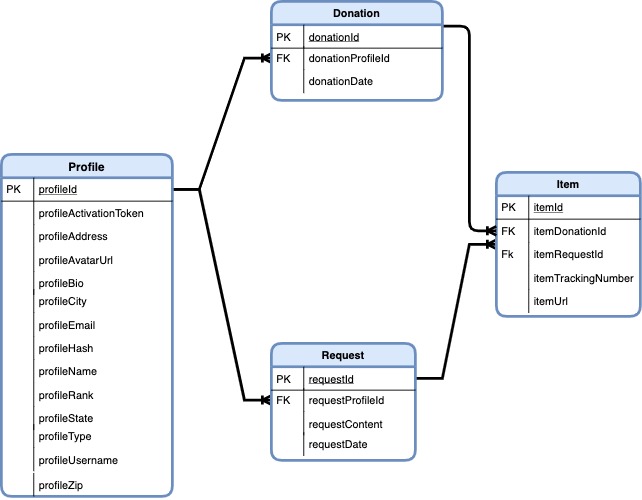 Donation
PK donationId
FK donationProfileId
donationDate
Profile
PK profileId
profileActivationToken
profileAddress
profileAvatarUrl
profileBio
profileCity
profileEmail
profileHash
profileName
profileRank
profileState
profileType
profileUsername
profileZip
Item
PK itemId
FK itemDonationId
Fk itemRequestId
itemTrackingNumber
itemUrl
Request
PK requestId
FK requestProfileId
requestContent
requestDate